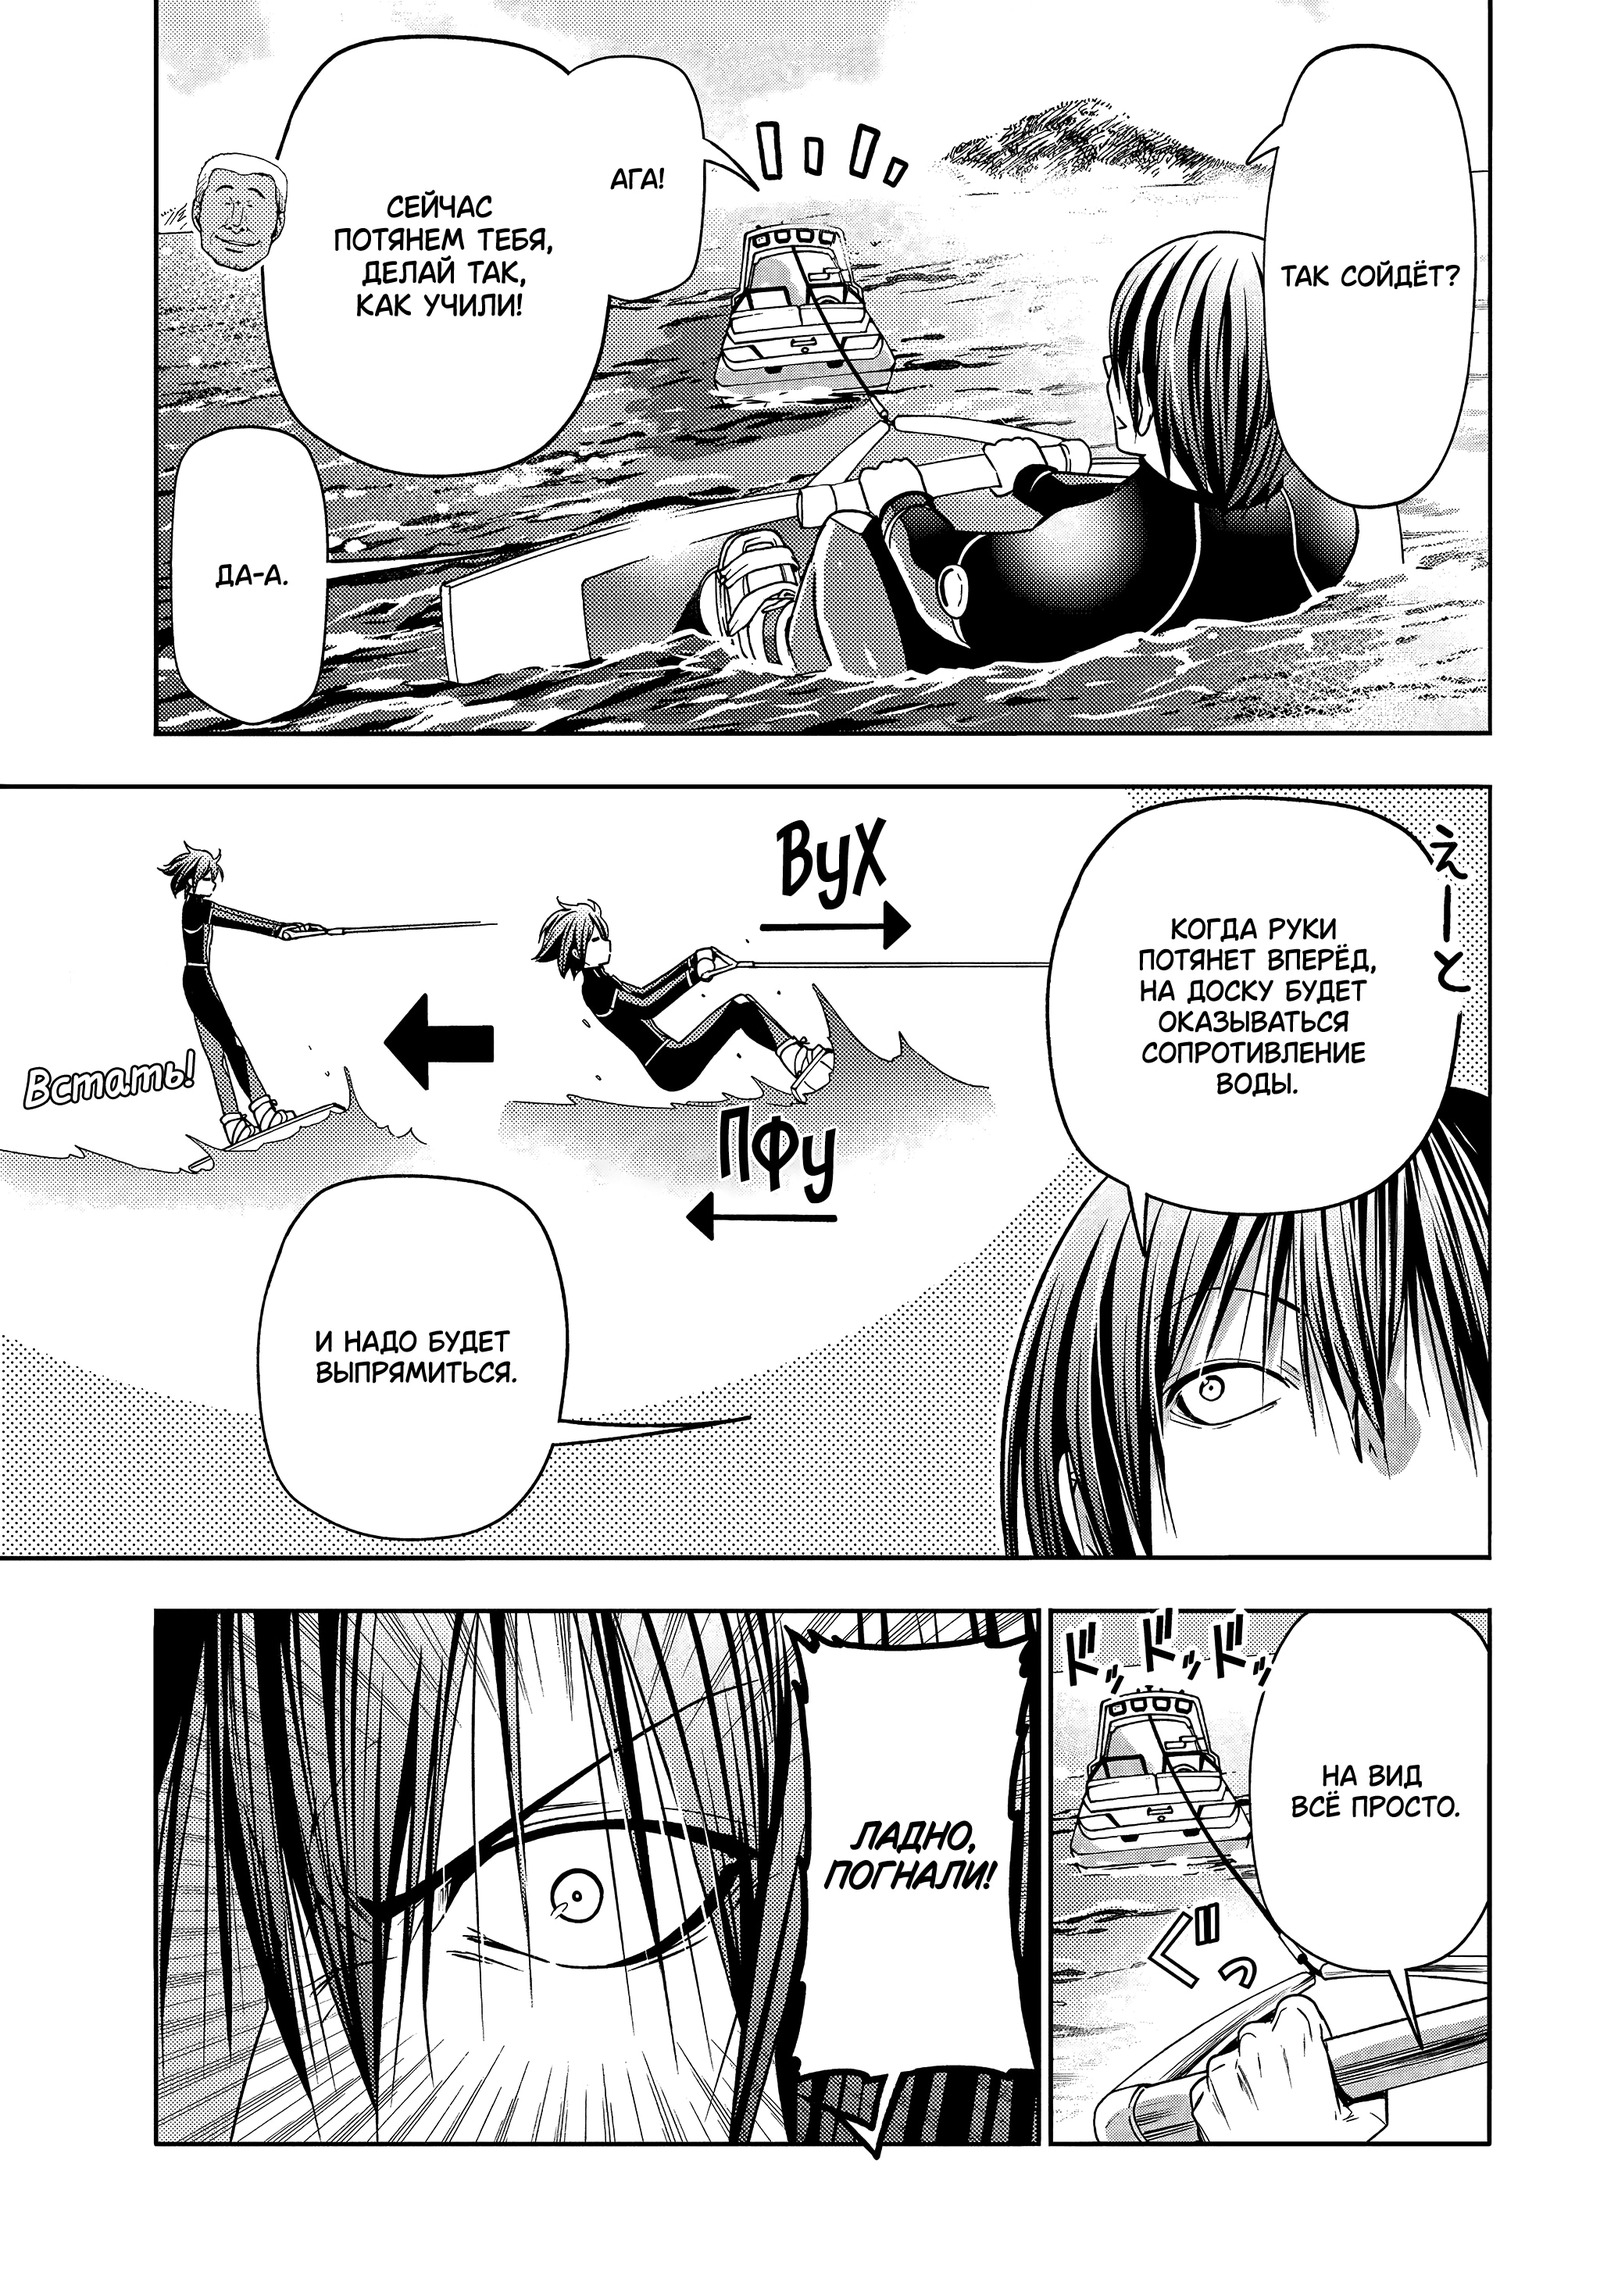 ТАК СОЙДЁТ?
АГА!
СЕЙЧАС
ПОТЯНЕМ ТЕБЯ,
ДЕЛАЙ ТАК,
КАК УЧИЛИ!
ДА-А.
えーと
КОГДА РУКИ
ПОТЯНЕТ ВПЕРЁД,
НА ДОСКУ БУДЕТ
ОКАЗЫВАТЬСЯ
СОПРОТИВЛЕНИЕ
ВОДЫ.
ВУХ
ПФУ
Встать!
И НАДО БУДЕТ
ВЫПРЯМИТЬСЯ.
ドッドッドッ
НА ВИД
ВСЁ ПРОСТО.
ぐっ
ЛАДНО,
ПОГНАЛИ!